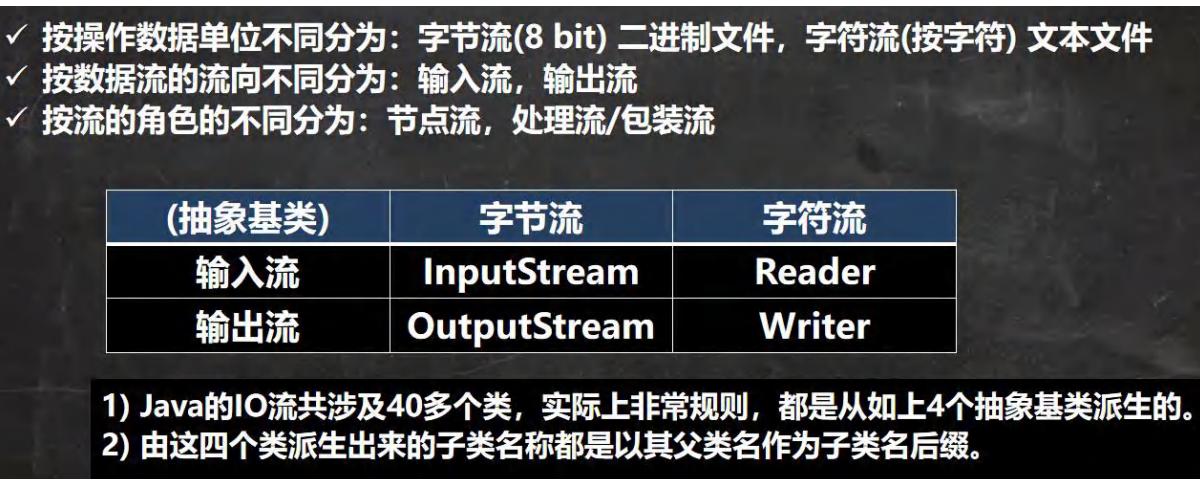 ✓ 按操作数据单位不同分为：字节流(8 bit) 二进制文件，字符流(按字符) 文本文件
✓ 按数据流的流向不同分为：输入流，输出流
✓ 按流的角色的不同分为：节点流，处理流/包装流
(抽象基类) 字节流 字符流
输入流 InputStream Reader
输出流 OutputStream Writer
1) Java的IO流共涉及40多个类，实际上非常规则，都是从如上4个抽象基类派生的。
2) 由这四个类派生出来的子类名称都是以其父类名作为子类名后缀。